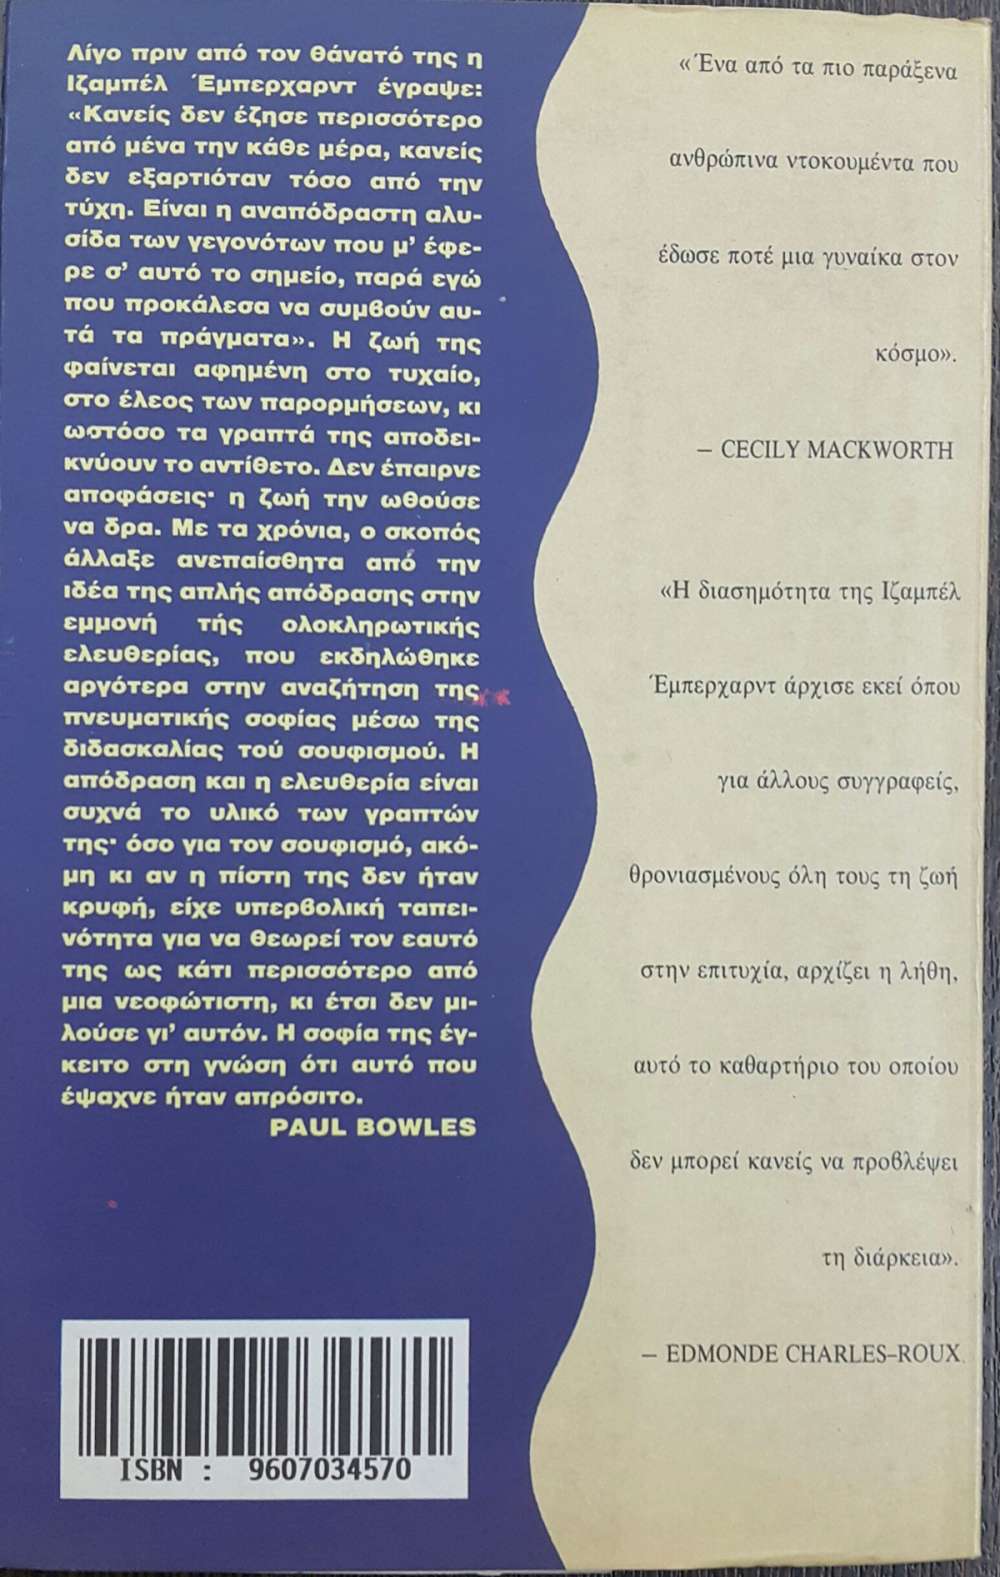 Λίγο πριν από τον θάνατό της η
Ιζαμπέλ Έμπερχαρντ έγραψε:
«Κανείς δεν έζησε περισσότερο
από μένα την κάθε μέρα, κανείς
δεν εξαρτιόταν τόσο από την
τύχη. Είναι η αναπόδραστη αλυ-
σίδα των γεγονότων που μ' έφε-
ρε σ' αυτό το σημείο, παρά εγώ
που προκάλεσα να συμβούν αυ-
τά τα πράγματα». Η ζωή της
φαίνεται αφημένη στο τυχαίο,
στο έλεος των παρορμήσεων, κι
ωστόσο τα γραπτά της αποδει-
κνύουν το αντίθετο. Δεν έπαιρνε
αποφάσεις· η ζωή την ωθούσε
να δρα. Με τα χρόνια, ο σκοπός
άλλαξε ανεπαίσθητα από την
ιδέα της απλής απόδρασης στην
εμμονή τής ολοκληρωτικής
ελευθερίας, που εκδηλώθηκε
αργότερα στην αναζήτηση της
πνευματικής σοφίας μέσω της
διδασκαλίας τού σουφισμού. Η
απόδραση και η ελευθερία είναι
συχνά το υλικό των γραπτών
της· όσο για τον σουφισμό, ακό-
μη κι αν η πίστη της δεν ήταν
κρυφή, είχε υπερβολική ταπει-
νότητα για να θεωρεί τον εαυτό
της ως κάτι περισσότερο από
μια νεοφώτιστη, κι έτσι δεν μι-
λούσε γι' αυτόν. Η σοφία της έγ-
κειτο στη γνώση ότι αυτό που
έψαχνε ήταν απρόσιτο.
PAUL BOWLES
ISBN : 9607034570
«Ένα από τα πιο παράξενα
ανθρώπινα ντοκουμέντα που
έδωσε ποτέ μια γυναίκα στον
κόσμο».
– CECILY MACKWORTH
«Η διασημότητα της Ιζαμπέλ
Έμπερχαρντ άρχισε εκεί όπου
για άλλους συγγραφείς,
θρονιασμένους όλη τους τη ζωή
στην επιτυχία, αρχίζει η λήθη,
αυτό το καθαρτήριο του οποίου
δεν μπορεί κανείς να προβλέψει
τη διάρκεια».
– EDMONDE CHARLES–ROUX